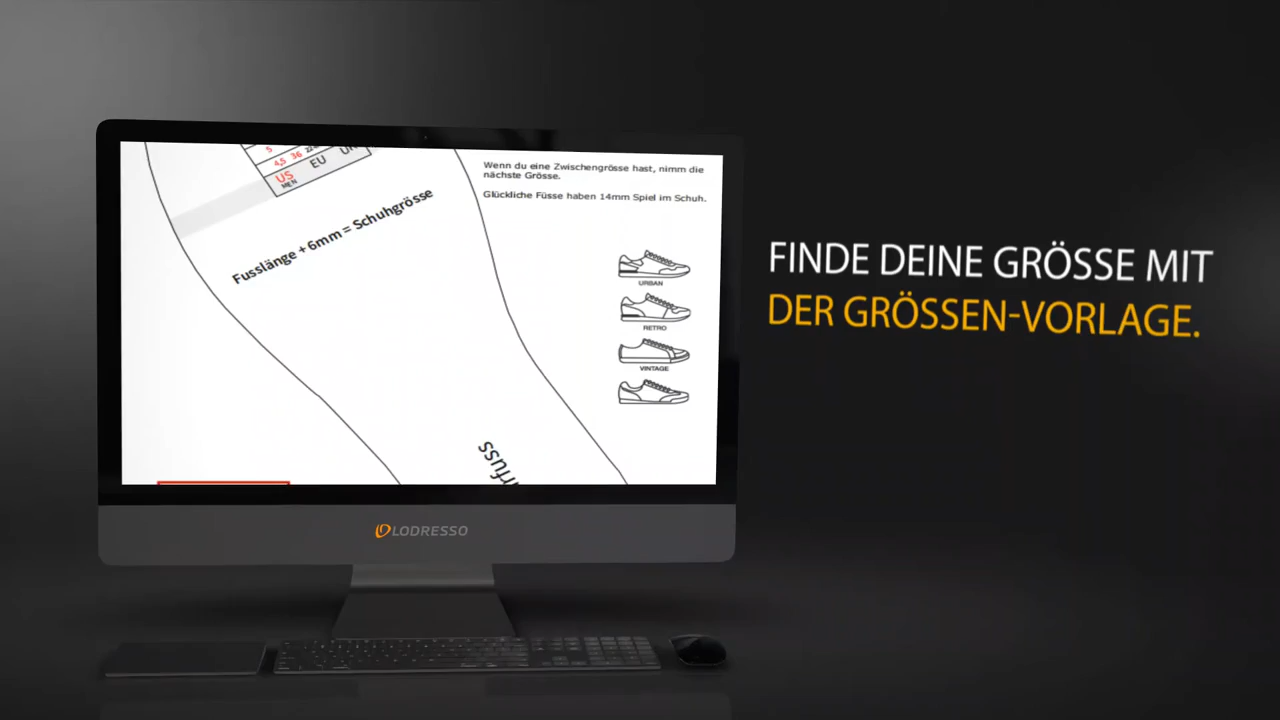 5
4,5 36
US EU
MEN
Fusslänge + 6mm = Schuhgrösse
Wenn du eine Zwischengrösse hast, nimm die
nächste Grösse.
Glückliche Füsse haben 14mm Spiel im Schuh.
URBAN
RETRO
VINTAGE
FINDE DEINE GRÖSSE MIT
DER GRÖSSEN-VORLAGE.
LODRESSO